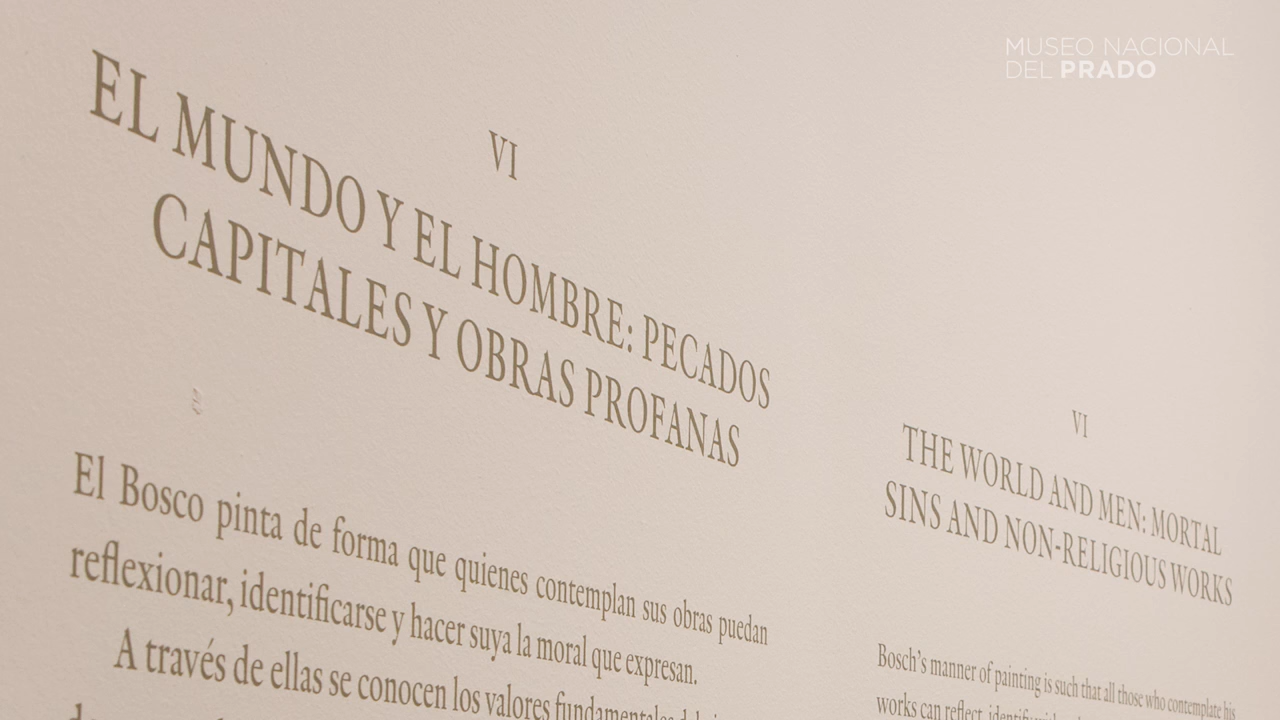 MUSEO NACIONAL
DEL PRADO
VI
EL MUNDO Y EL HOMBRE: PECADOS
CAPITALES Y OBRAS PROFANAS
El Bosco pinta de forma que quienes contemplan sus obras puedan
reflexionar, identificarse y hacer suya la moral que expresan.
A través de ellas se conocen los valores fundamentales
VI
THE WORLD AND MEN: MORTAL
SINS AND NON-RELIGIOUS WORKS
Bosch's manner of painting is such that all those who contemplate his
works can reflect,